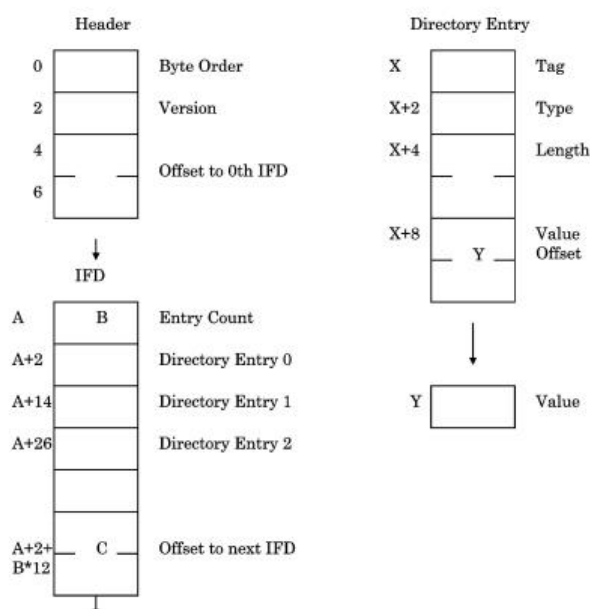 Header
0 Byte Order
2 Version
4
Offset to 0th IFD
6
IFD
A B Entry Count
A+2 Directory Entry 0
A+14 Directory Entry 1
A+26 Directory Entry 2
A+2+ C Offset to next IFD
B*12
Directory Entry
X Tag
X+2 Type
X+4 Length
X+8 Value
Y Offset
Y Value